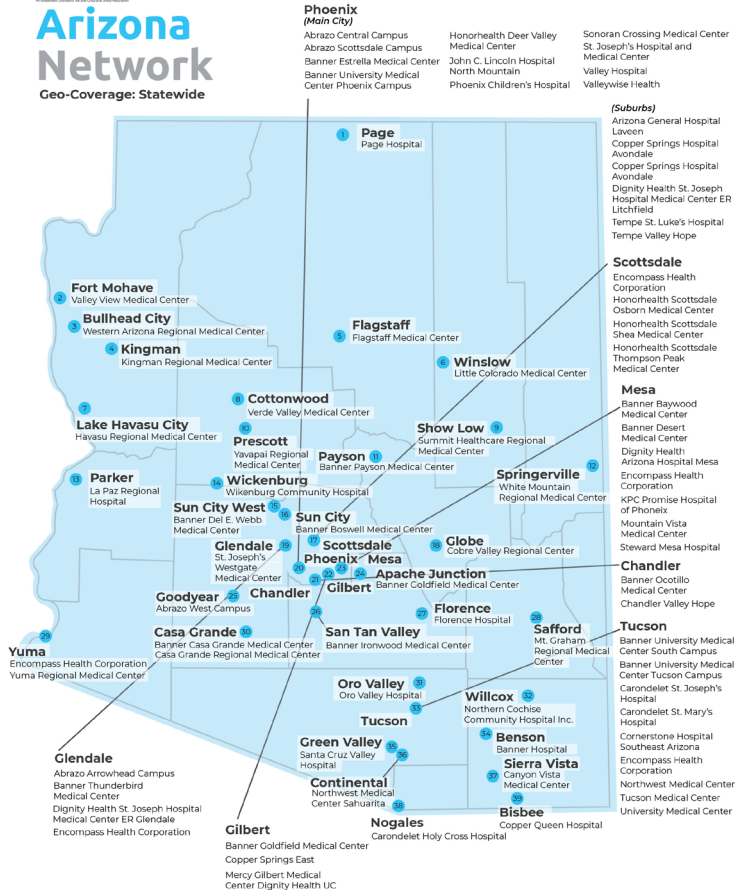 Arizona
Network
Geo-Coverage: Statewide
Phoenix
(Main City)
Abrazo Central Campus
Abrazo Scottsdale Campus
Banner Estrella Medical Center
Banner University Medical
Center Phoenix Campus
Honorhealth Deer Valley
Medical Center
John C. Lincoln Hospital
North Mountain
Phoenix Children's Hospital
Sonoran Crossing Medical Center
St. Joseph's Hospital and
Medical Center
Valley Hospital
Valleywise Health
(Suburbs)
Arizona General Hospital
Laveen
Copper Springs Hospital
Avondale
Copper Springs Hospital
Avondale
Dignity Health St. Joseph
Hospital Medical Center ER
Litchfield
Tempe St. Luke's Hospital
Tempe Valley Hope
Scottsdale
Encompass Health
Corporation
Honorhealth Scottsdale
Osborn Medical Center
Honorhealth Scottsdale
Shea Medical Center
Honorhealth Scottsdale
Thompson Peak
Medical Center
Mesa
Banner Baywood
Medical Center
Banner Desert
Medical Center
Dignity Health
Arizona Hospital Mesa
Encompass Health
Corporation
KPC Promise Hospital
of Phoneix
Mountain Vista
Medical Center
Steward Mesa Hospital
Chandler
Banner Ocotillo
Medical Center
Chandler Valley Hope
Tucson
Banner University Medical
Center South Campus
Banner University Medical
Center Tucson Campus
Carondelet St. Joseph's
Hospital
Carondelet St. Mary's
Hospital
Cornerstone Hospital
Southeast Arizona
Encompass Health
Corporation
Northwest Medical Center
Tucson Medical Center
University Medical Center
1 Page
Page Hospital
2 Fort Mohave
Valley View Medical Center
3 Bullhead City
Western Arizona Regional Medical Center
4 Kingman
Kingman Regional Medical Center
5 Flagstaff
Flagstaff Medical Center
6 Winslow
Little Colorado Medical Center
7
Lake Havasu City
Havasu Regional Medical Center
8 Cottonwood
Verde Valley Medical Center
Show Low 9
Summit Healthcare Regional
Medical Center
10
Prescott
Yavapai Regional
Medical Center
Payson 11
Banner Payson Medical Center
12
Springerville
White Mountain
Regional Medical Center
13 Parker
La Paz Regional
Hospital
14 Wickenburg
Wikenburg Community Hospital
Sun City West 15
Banner Del E. Webb
Medical Center
16 Sun City
Banner Boswell Medical Center
17 Scottsdale
18 Globe
Cobre Valley Regional Center
Glendale 19
St. Joseph's
Westgate
Medical Center
20 Phoenix
21 Chandler
22 Gilbert
23 Mesa
24 Apache Junction
Banner Goldfield Medical Center
Goodyear 25
Abrazo West Campus
26
San Tan Valley
Banner Ironwood Medical Center
27 Florence
Florence Hospital
28
Safford
Mt. Graham
Regional Medical
Center
29
Yuma
Encompass Health Corporation
Yuma Regional Medical Center
Casa Grande 30
Banner Casa Grande Medical Center
Casa Grande Regional Medical Center
Oro Valley 31
Oro Valley Hospital
Willcox 32
Northern Cochise
Community Hospital Inc.
33
Tucson
34
Benson
Banner Hospital
Green Valley 35
Santa Cruz Valley
Hospital
36
Continental
Northwest Medical
Center Sahuarita
37 Sierra Vista
Canyon Vista
Medical Center
38
Nogales
Carondelet Holy Cross Hospital
39
Bisbee
Copper Queen Hospital
Glendale
Abrazo Arrowhead Campus
Banner Thunderbird
Medical Center
Dignity Health St. Joseph Hospital
Medical Center ER Glendale
Encompass Health Corporation
Gilbert
Banner Goldfield Medical Center
Copper Springs East
Mercy Gilbert Medical
Center Dignity Health UC